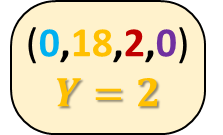 (0,18,2,0)
Y = 2